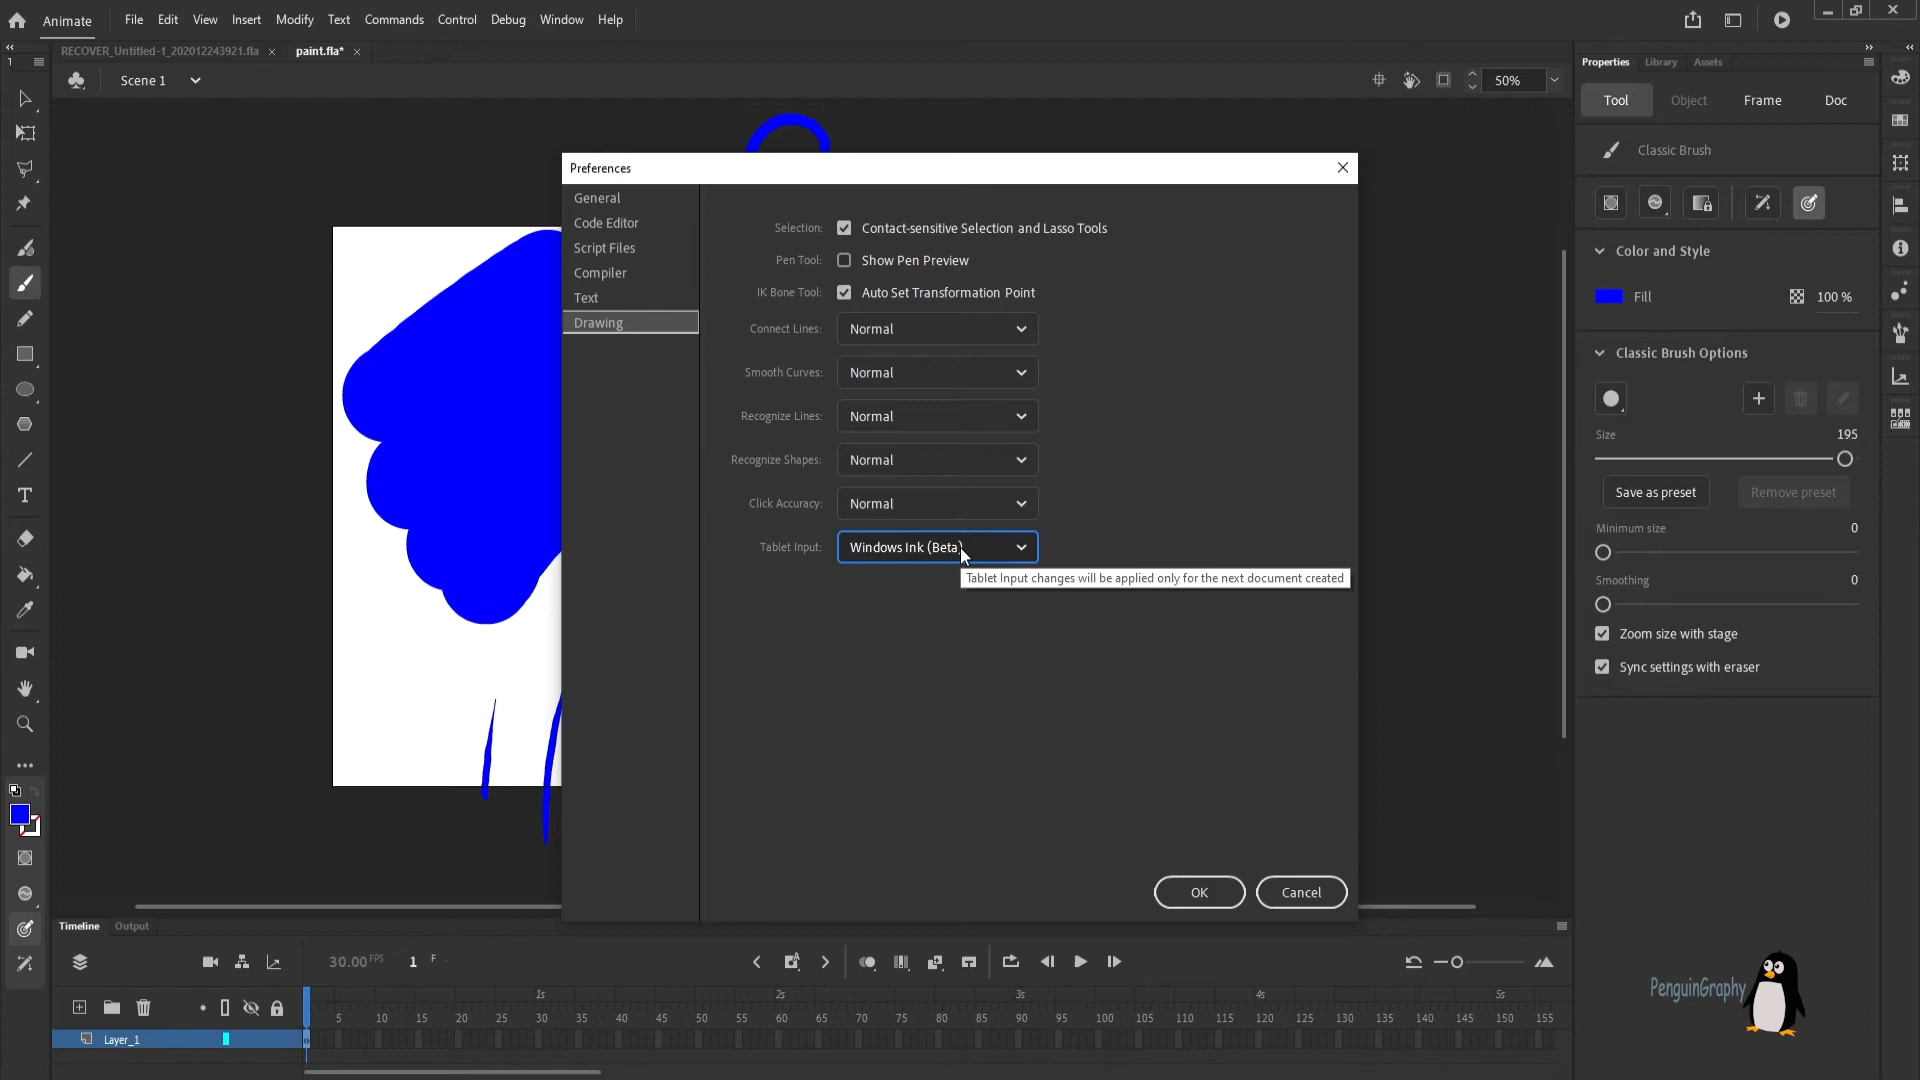 Animate File Edit View Insert Modify Text Commands Control Debug Window Help
RECOVER_Untitled-1_202012243921.fla × paint.fla* ×
Scene 1 50%
Preferences
General
Code Editor
Script Files
Compiler
Text
Drawing
Selection: Contact-sensitive Selection and Lasso Tools
Pen Tool: Show Pen Preview
IK Bone Tool: Auto Set Transformation Point
Connect Lines: Normal
Smooth Curves: Normal
Recognize Lines: Normal
Recognize Shapes: Normal
Click Accuracy: Normal
Tablet Input: Windows Ink (Beta)
Tablet Input changes will be applied only for the next document created
OK Cancel
Properties Library Assets
Tool Object Frame Doc
Classic Brush
Color and Style
Fill 100 %
Classic Brush Options
Size 195
Save as preset Remove preset
Minimum size 0
Smoothing 0
Zoom size with stage
Sync settings with eraser
Timeline Output
30.00 FPS 1 F
1s 2s 3s 4s 5s
5 10 15 20 25 30 35 40 45 50 55 60 65 70 75 80 85 90 95 100 105 110 115 120 125 130 135 140 145 150 155
Layer_1
PenguinGraphy